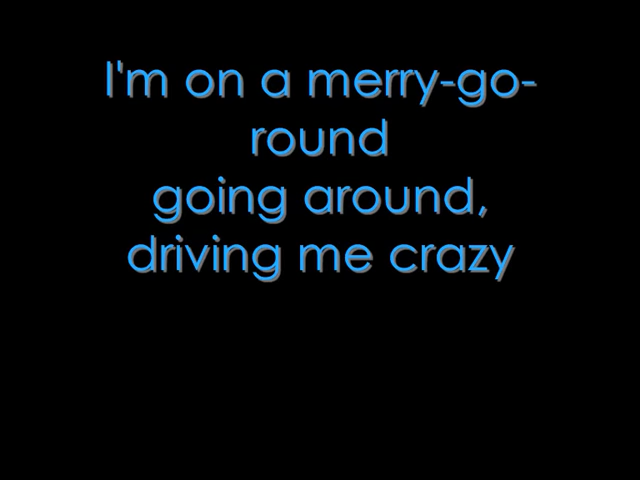 I'm on a merry-go-
round
going around,
driving me crazy